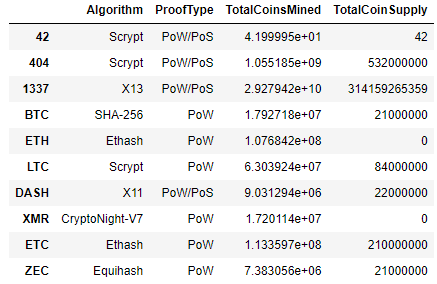 Algorithm ProofType TotalCoinsMined TotalCoinSupply
42 Scrypt PoW/PoS 4.199995e+01 42
404 Scrypt PoW/PoS 1.055185e+09 532000000
1337 X13 PoW/PoS 2.927942e+10 314159265359
BTC SHA-256 PoW 1.792718e+07 21000000
ETH Ethash PoW 1.076842e+08 0
LTC Scrypt PoW 6.303924e+07 84000000
DASH X11 PoW/PoS 9.031294e+06 22000000
XMR CryptoNight-V7 PoW 1.720114e+07 0
ETC Ethash PoW 1.133597e+08 210000000
ZEC Equihash PoW 7.383056e+06 21000000